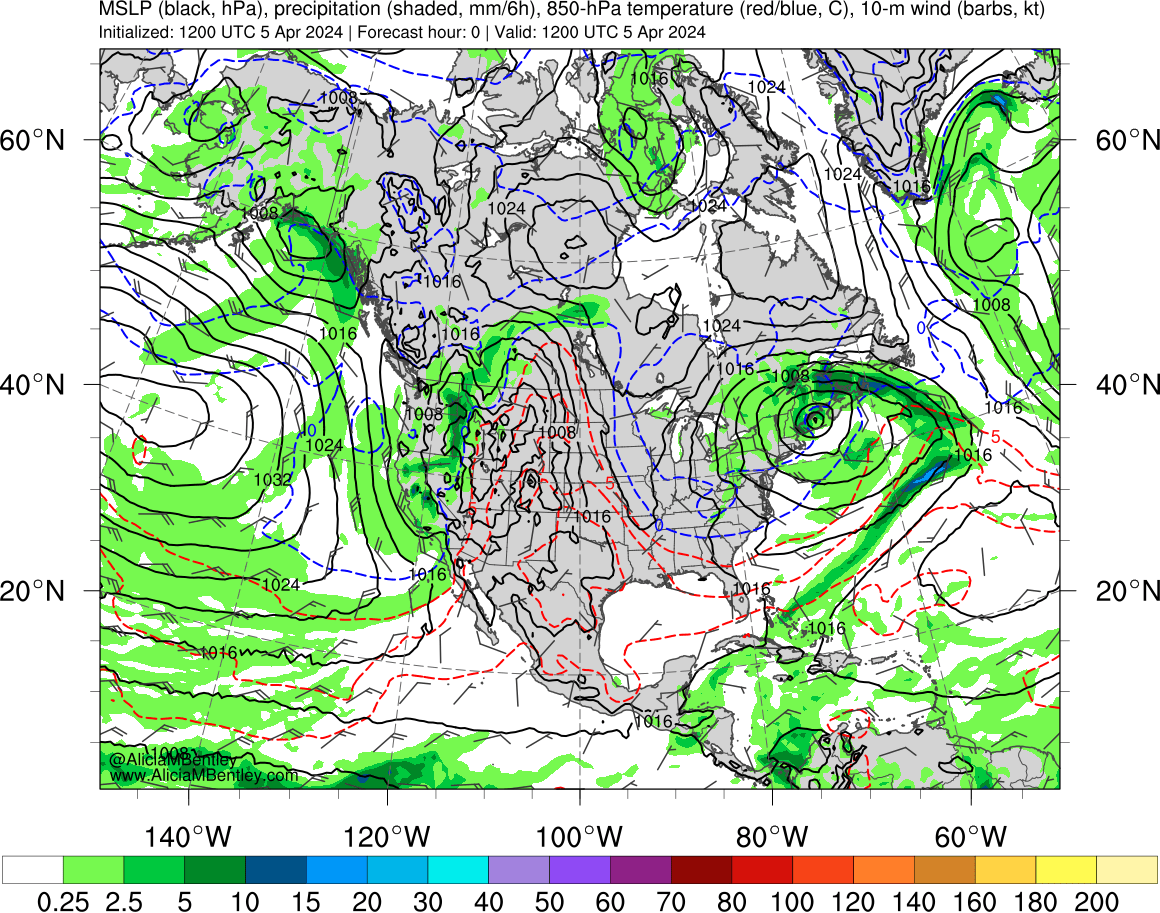 MSLP (black, hPa), precipitation (shaded, mm/6h), 850-hPa temperature (red/blue, C), 10-m wind (barbs, kt)
Initialized: 1200 UTC 5 Apr 2024 | Forecast hour: 0 | Valid: 1200 UTC 5 Apr 2024
1016
1024
1008
60°N 60°N
1024
1016
1024 1024
1008
1016
1008
1016 1016 1024 0
40°N 1016 1008 40°N
1016
1008
0 1008 5
1024 1016
1032 5
1016 0
1016
1024 1016
20°N 20°N
1016
1016
1016
1008
@AliciaMBentley
www.AliciaMBentley.com
140°W 120°W 100°W 80°W 60°W
0.25 2.5 5 10 15 20 30 40 50 60 70 80 100 120 140 160 180 200